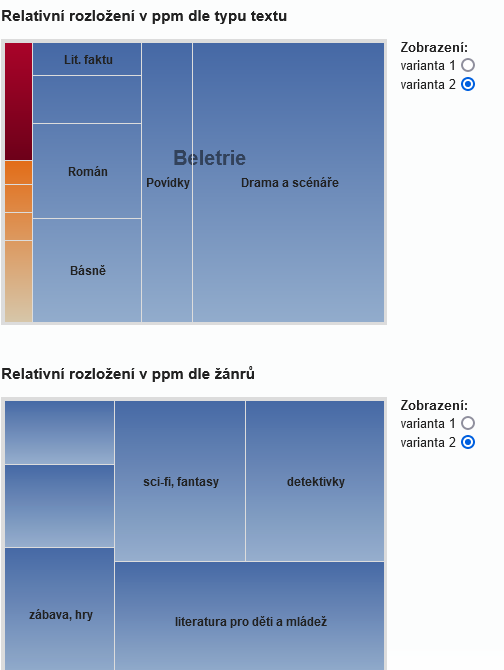 Relativní rozložení v ppm dle typu textu
Zobrazení:
varianta 1
varianta 2
Lit. faktu
Beletrie
Román
Povídky
Drama a scénáře
Básně
Relativní rozložení v ppm dle žánrů
Zobrazení:
varianta 1
varianta 2
sci-fi, fantasy
detektivky
zábava, hry
literatura pro děti a mládež